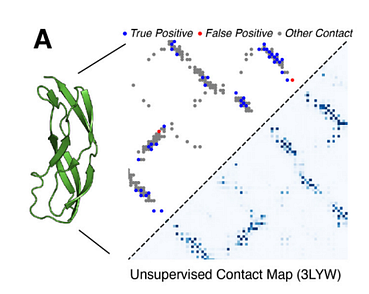 A
True Positive False Positive Other Contact
Unsupervised Contact Map (3LYW)